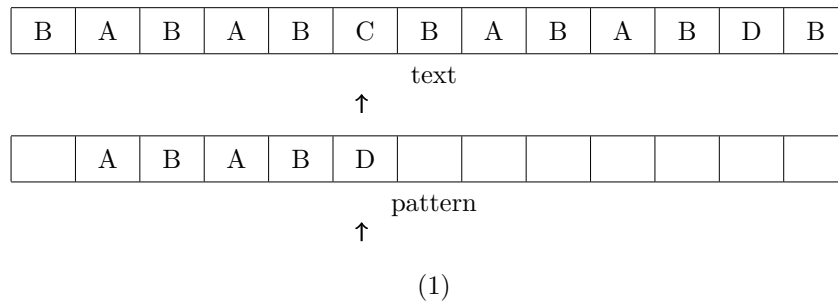 B A B A B C B A B A B D B
text
↑
A B A B D
pattern
↑
(1)